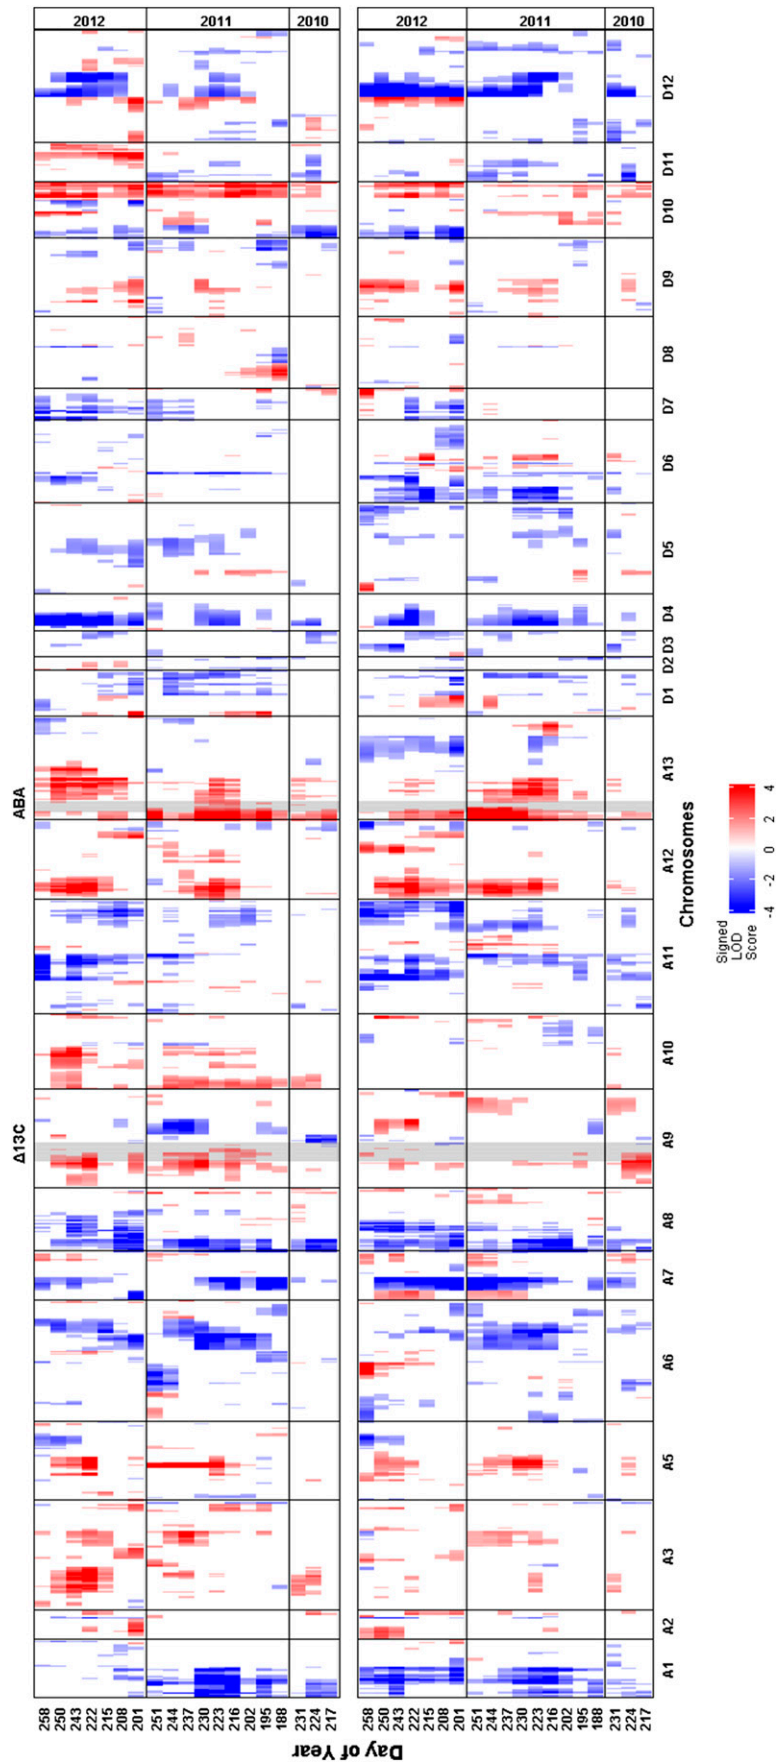 Δ13C
ABA
2012
2011
2010
2012
2011
2010
258
250
243
222
215
208
201
251
244
237
230
223
216
202
195
188
231
224
217
258
250
243
222
215
208
201
251
244
237
230
223
216
202
195
188
231
224
217
Day of Year
A1
A2
A3
A5
A6
A7
A8
A9
A10
A11
A12
A13
D1
D2
D3
D4
D5
D6
D7
D8
D9
D10
D11
D12
Chromosomes
Signed
LOD
Score
-4
-2
0
2
4